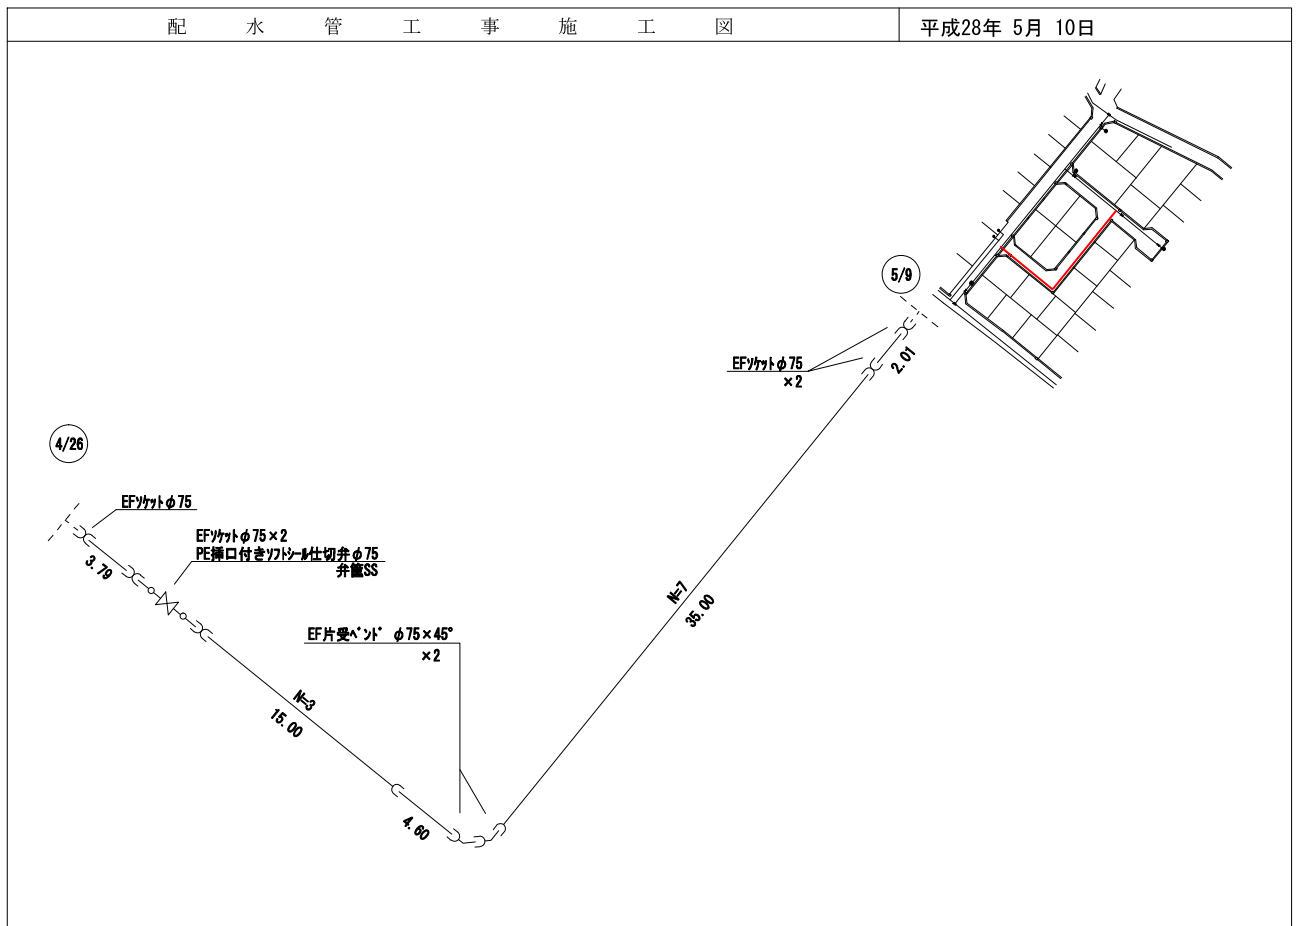 配水管工事施工図
平成28年 5月 10日
5/9
EFソケットφ75
×2
2.01
4/26
EFソケットφ75
EFソケットφ75×2
PE挿口付きソフトシール仕切弁φ75
弁筐SS
3.79
N=7
35.00
EF片受ベンド φ75×45°
×2
N=3
15.00
4.60